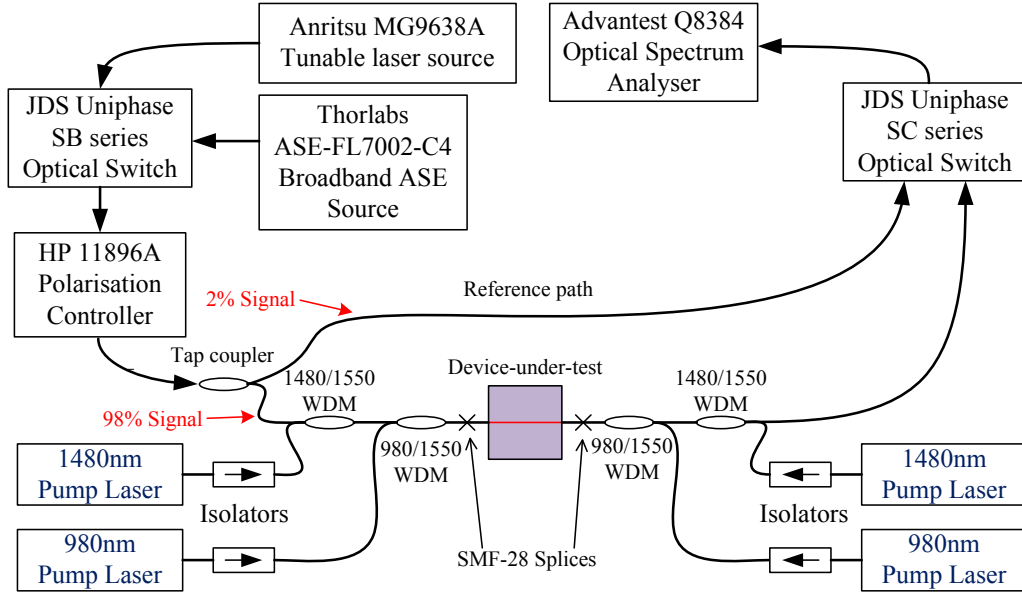 Anritsu MG9638A
Tunable laser source
Advantest Q8384
Optical Spectrum
Analyser
JDS Uniphase
SB series
Optical Switch
Thorlabs
ASE-FL7002-C4
Broadband ASE
Source
JDS Uniphase
SC series
Optical Switch
HP 11896A
Polarisation
Controller
2% Signal
Reference path
Tap coupler
98% Signal
1480/1550
WDM
980/1550
WDM
Device-under-test
1480/1550
WDM
980/1550
WDM
1480nm
Pump Laser
Isolators
980nm
Pump Laser
SMF-28 Splices
1480nm
Pump Laser
Isolators
980nm
Pump Laser